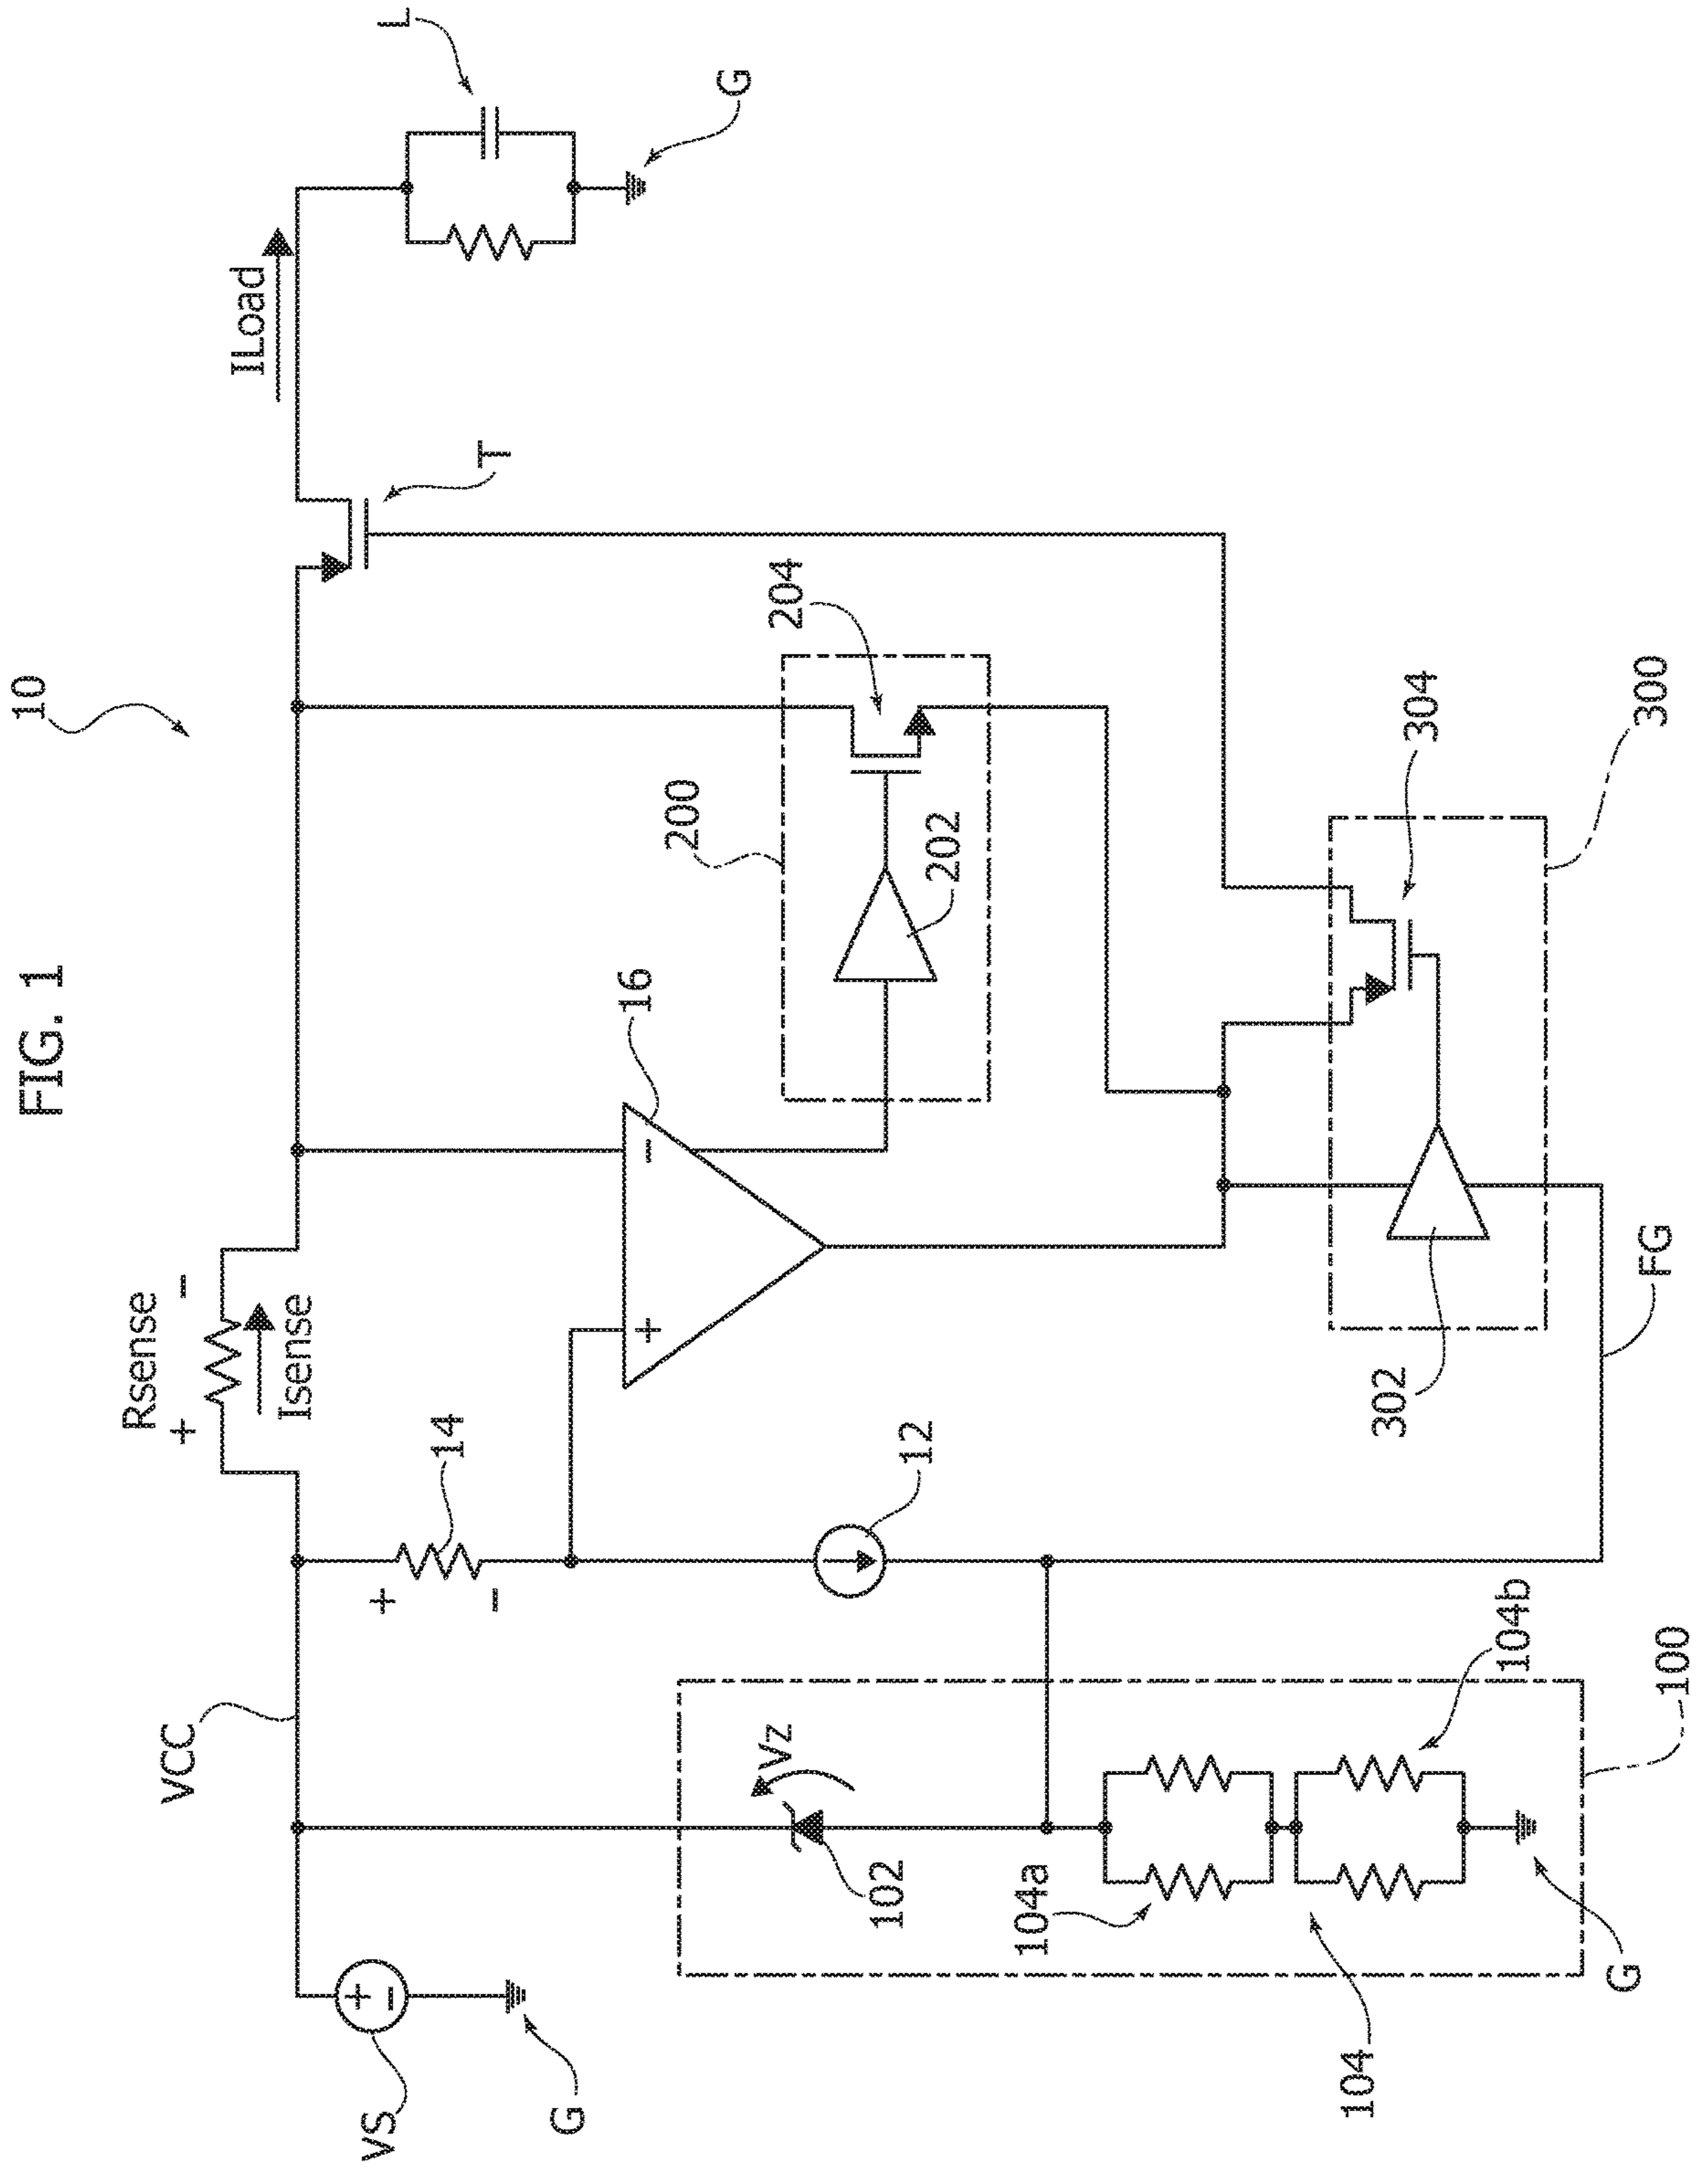 FIG. 1
10
VCC
Rsense
+ -
Isense
ILoad
L
G
T
VS
+
-
G
+
14
-
16
+ -
12
200
202
204
100
Vz
102
104a
104b
104
G
300
302
304
FG